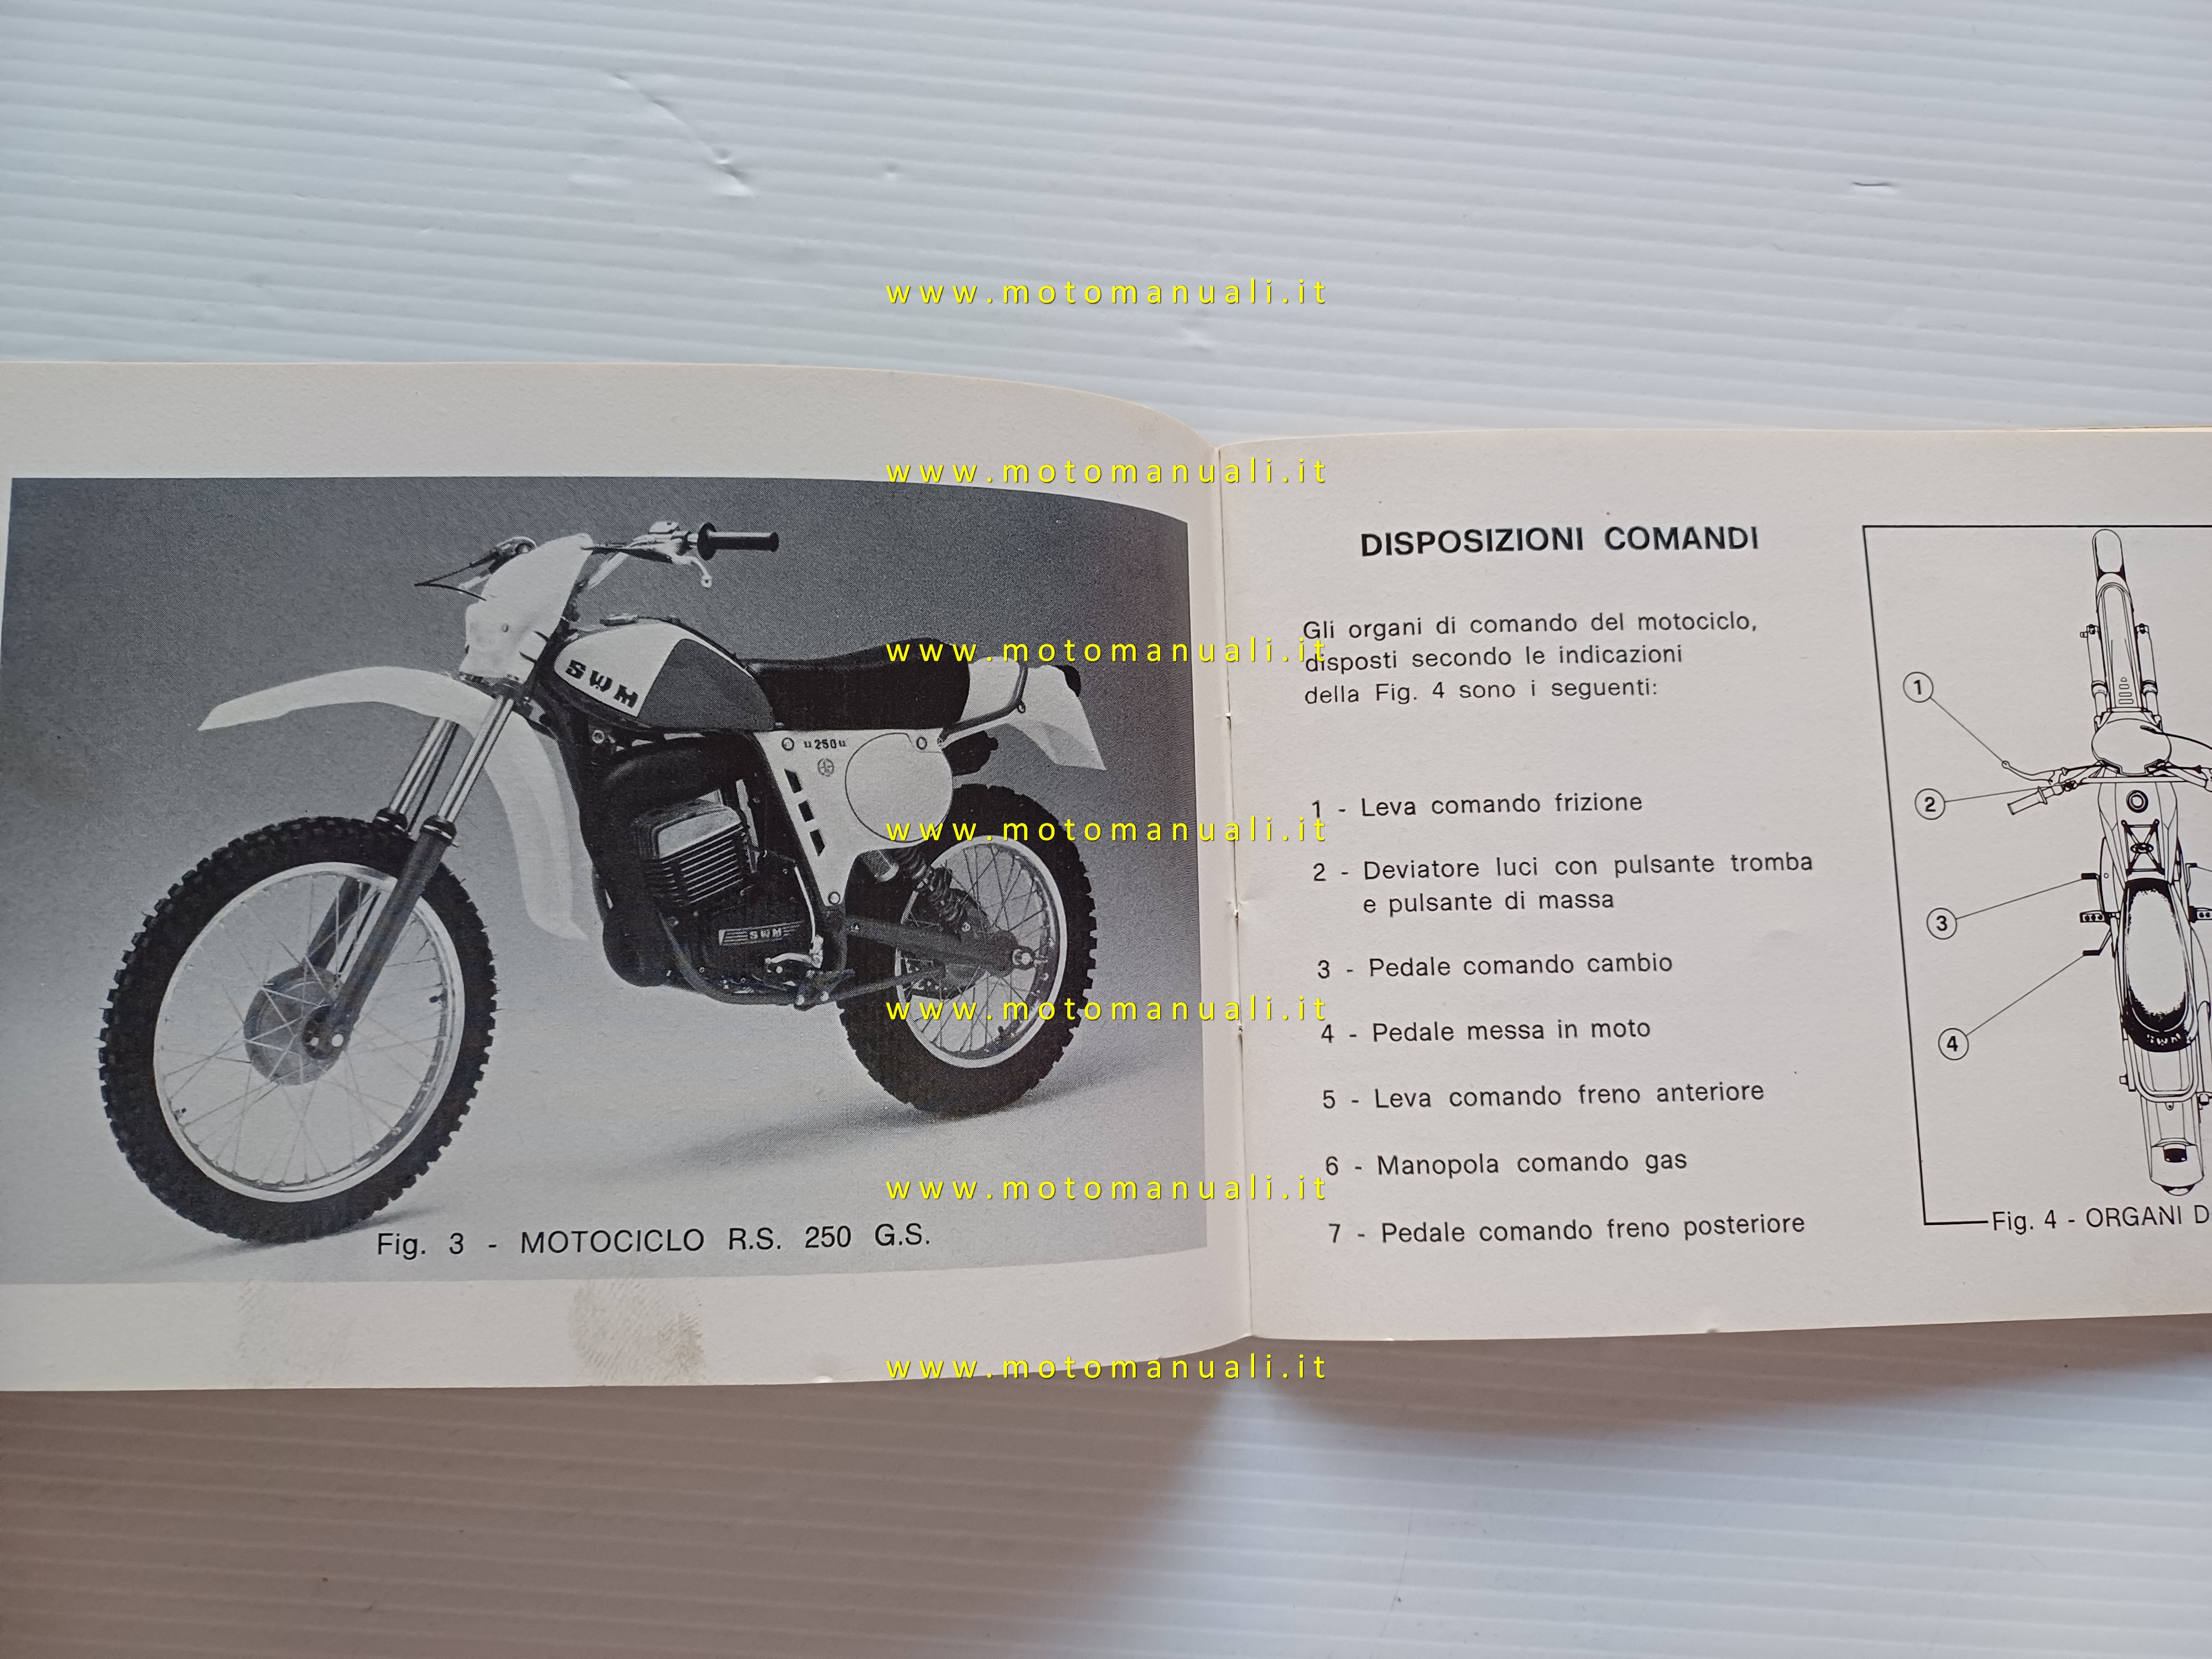 www.motomanuali.it
www.motomanuali.it
www.motomanuali.it
www.motomanuali.it
www.motomanuali.it
www.motomanuali.it
www.motomanuali.it
SWM
250
SWM
Fig. 3 - MOTOCICLO R.S. 250 G.S.
DISPOSIZIONI COMANDI
Gli organi di comando del motociclo,
disposti secondo le indicazioni
della Fig. 4 sono i seguenti:
1 - Leva comando frizione
2 - Deviatore luci con pulsante tromba
e pulsante di massa
3 - Pedale comando cambio
4 - Pedale messa in moto
5 - Leva comando freno anteriore
6 - Manopola comando gas
7 - Pedale comando freno posteriore
1
2
3
4
SWM
Fig. 4 - ORGANI D